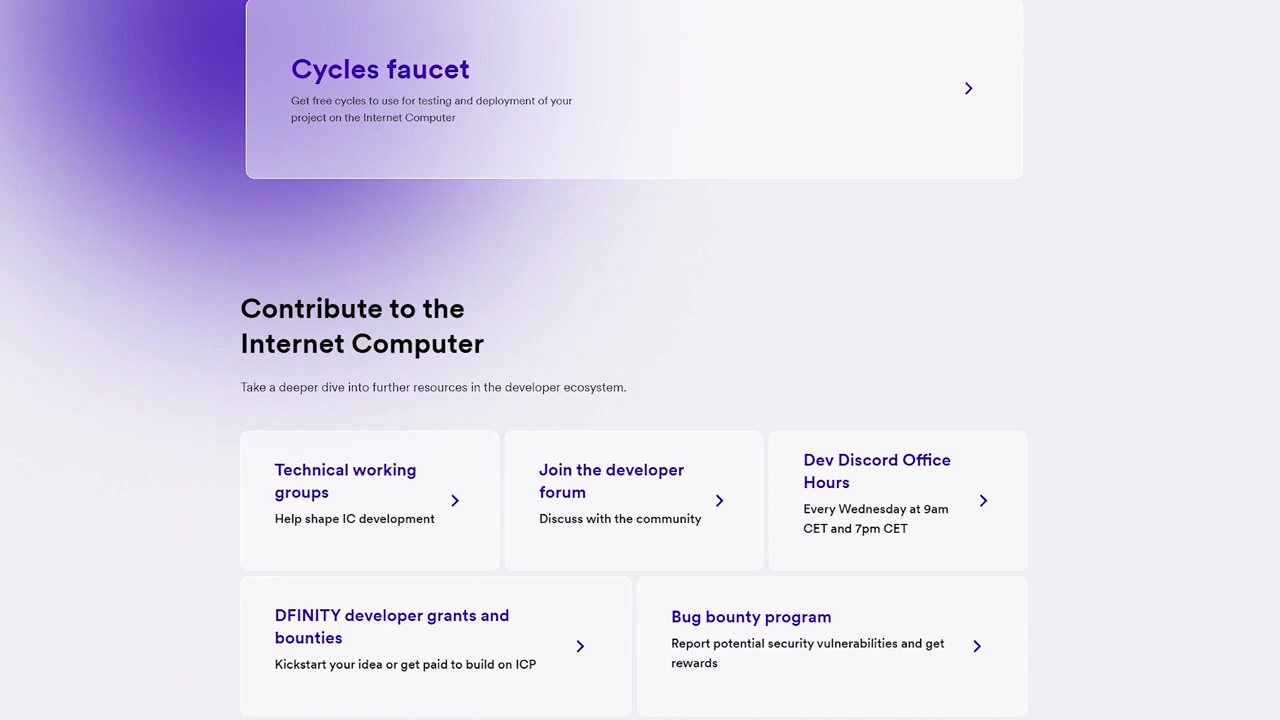 Cycles faucet
Get free cycles to use for testing and deployment of your
project on the Internet Computer
Contribute to the
Internet Computer
Take a deeper dive into further resources in the developer ecosystem.
Technical working
groups
Help shape IC development
Join the developer
forum
Discuss with the community
Dev Discord Office
Hours
Every Wednesday at 9am
CET and 7pm CET
DFINITY developer grants and
bounties
Kickstart your idea or get paid to build on ICP
Bug bounty program
Report potential security vulnerabilities and get
rewards